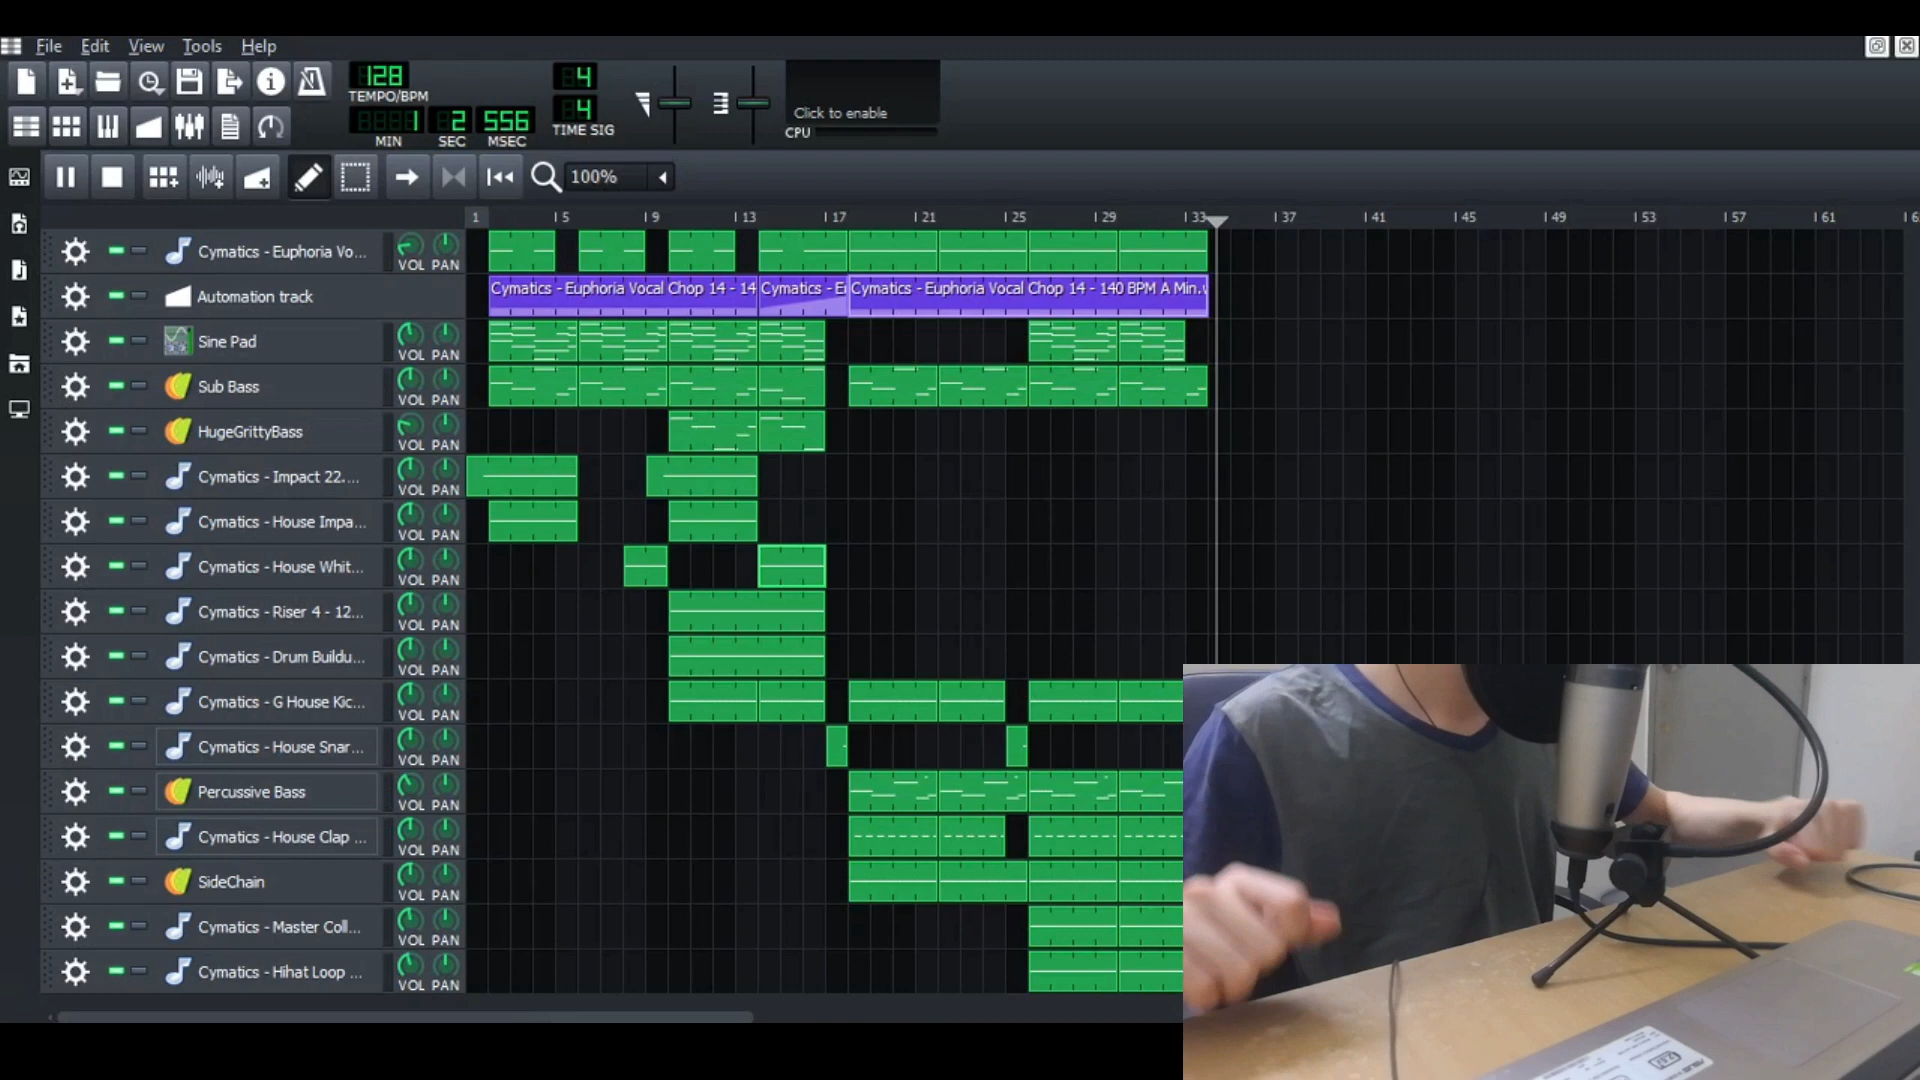 File Edit View Tools Help
128
TEMPO/BPM
1 2 556
MIN SEC MSEC
4
4
TIME SIG
Click to enable
CPU
100%
1 5 9 13 17 21 25 29 33 37 41 45 49 53 57 61
Cymatics - Euphoria Vo... VOL PAN
Automation track
Cymatics - Euphoria Vocal Chop 14 - 14 Cymatics - E Cymatics - Euphoria Vocal Chop 14 - 140 BPM A Min.
Sine Pad VOL PAN
Sub Bass VOL PAN
HugeGrittyBass VOL PAN
Cymatics - Impact 22.... VOL PAN
Cymatics - House Impa... VOL PAN
Cymatics - House Whit... VOL PAN
Cymatics - Riser 4 - 12... VOL PAN
Cymatics - Drum Buildu... VOL PAN
Cymatics - G House Kic... VOL PAN
Cymatics - House Snar... VOL PAN
Percussive Bass VOL PAN
Cymatics - House Clap ... VOL PAN
SideChain VOL PAN
Cymatics - Master Coll... VOL PAN
Cymatics - Hihat Loop ... VOL PAN